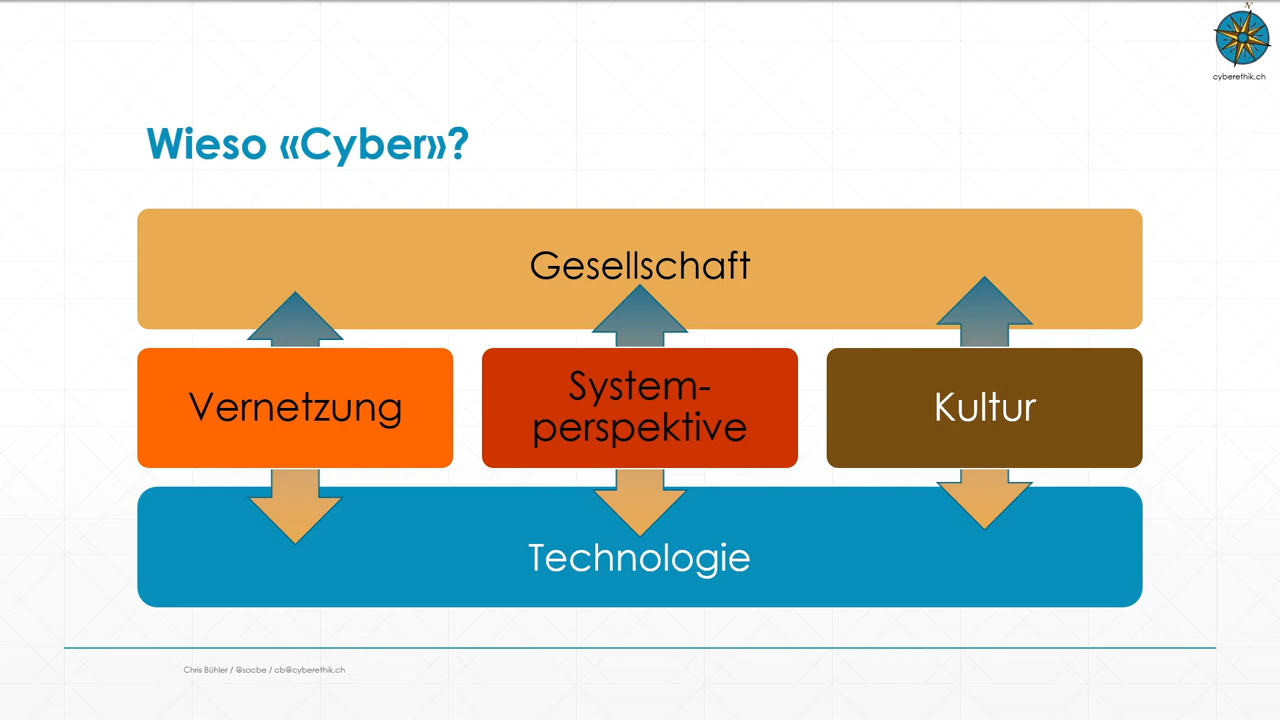 N
cyberethik.ch
Wieso «Cyber»?
Gesellschaft
Vernetzung
System-
perspektive
Kultur
Technologie
Chris Bühler / @socbe / cb@cyberethik.ch